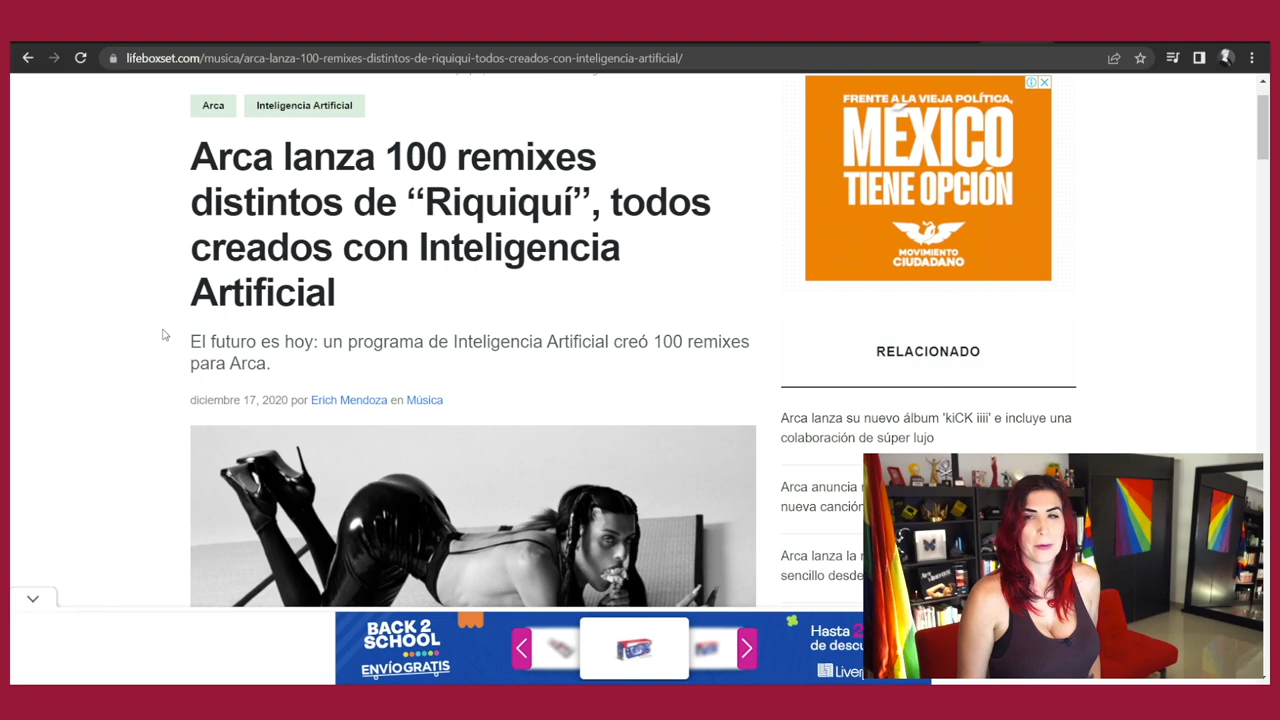 lifeboxset.com/musica/arca-lanza-100-remixes-distintos-de-riquiqui-todos-creados-con-inteligencia-artificial/
Arca
Inteligencia Artificial
Arca lanza 100 remixes
distintos de “Riquiquí”, todos
creados con Inteligencia
Artificial
El futuro es hoy: un programa de Inteligencia Artificial creó 100 remixes
para Arca.
diciembre 17, 2020 por Erich Mendoza en Música
FRENTE A LA VIEJA POLÍTICA,
MÉXICO
TIENE OPCIÓN
MOVIMIENTO
CIUDADANO
RELACIONADO
Arca lanza su nuevo álbum 'kiCK iiii' e incluye una
colaboración de súper lujo
Arca anuncia
nueva canción
Arca lanza la
sencillo desde
BACK 2
SCHOOL
ENVÍO GRATIS
Hasta 2
de descu
Liver